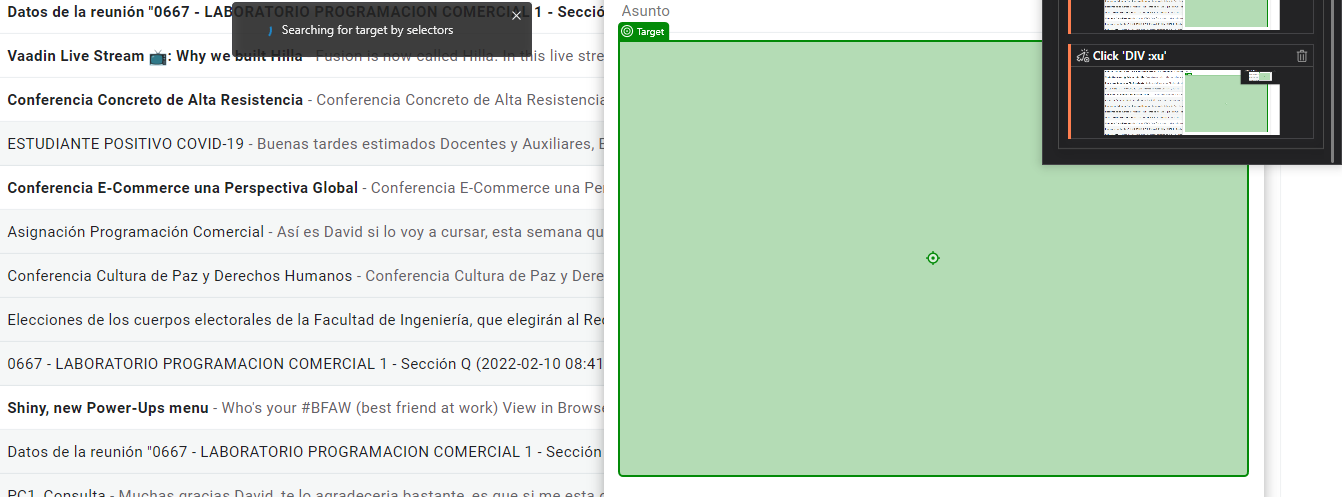 Datos de la reunión "0667 - LABORATORIO PROGRAMACION COMERCIAL 1 - Secció
Searching for target by selectors
Vaadin Live Stream 📺: Why we built Hilla - Fusion is now called Hilla. In this live stre
Conferencia Concreto de Alta Resistencia - Conferencia Concreto de Alta Resistencia
ESTUDIANTE POSITIVO COVID-19 - Buenas tardes estimados Docentes y Auxiliares, E
Conferencia E-Commerce una Perspectiva Global - Conferencia E-Commerce una Pe
Asignación Programación Comercial - Así es David si lo voy a cursar, esta semana qu
Conferencia Cultura de Paz y Derechos Humanos - Conferencia Cultura de Paz y Dere
Elecciones de los cuerpos electorales de la Facultad de Ingeniería, que elegirán al Rec
0667 - LABORATORIO PROGRAMACION COMERCIAL 1 - Sección Q (2022-02-10 08:41
Shiny, new Power-Ups menu - Who's your #BFAW (best friend at work) View in Browse
Datos de la reunión "0667 - LABORATORIO PROGRAMACION COMERCIAL 1 - Sección
PC1, Consulta - Muchas gracias David, te lo agradeceria bastante, es que si me esta
Asunto
Target
Click 'DIV :xu'